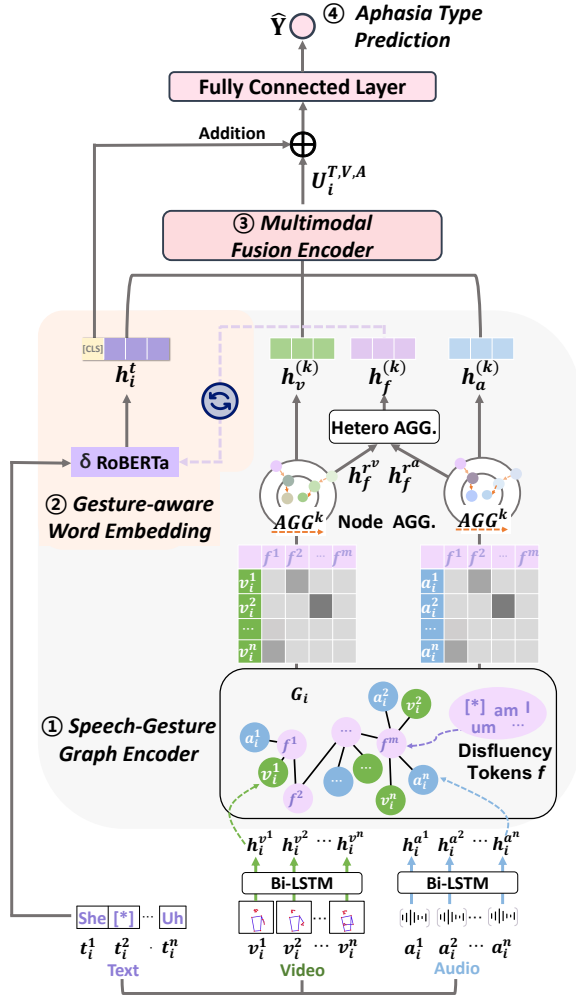 Ŷ ④ Aphasia Type
Prediction
Fully Connected Layer
Addition
U_i^{T,V,A}
③ Multimodal
Fusion Encoder
[CLS]
h_i^t h_v^{(k)} h_f^{(k)} h_a^{(k)}
Hetero AGG.
δ RoBERTa
h_f^{r^v} h_f^{r^a}
② Gesture-aware
Word Embedding
AGG^k Node AGG. AGG^k
f^1 f^2 ... f^m f^1 f^2 ... f^m
v_i^1 a_i^1
v_i^2 a_i^2
... ...
v_i^n a_i^n
G_i
① Speech-Gesture
Graph Encoder
a_i^1 f^1 v_i^1 f^2 ... ... ... f^m a_i^2 v_i^2 v_i^n a_i^n
[*] am I
um ...
Disfluency
Tokens f
h_i^{v^1} h_i^{v^2} ... h_i^{v^n} h_i^{a^1} h_i^{a^2} ... h_i^{a^n}
Bi-LSTM Bi-LSTM
She [*] ... Uh ... ...
t_i^1 t_i^2 . t_i^n v_i^1 v_i^2 ... v_i^n a_i^1 a_i^2 ... a_i^n
Text Video Audio